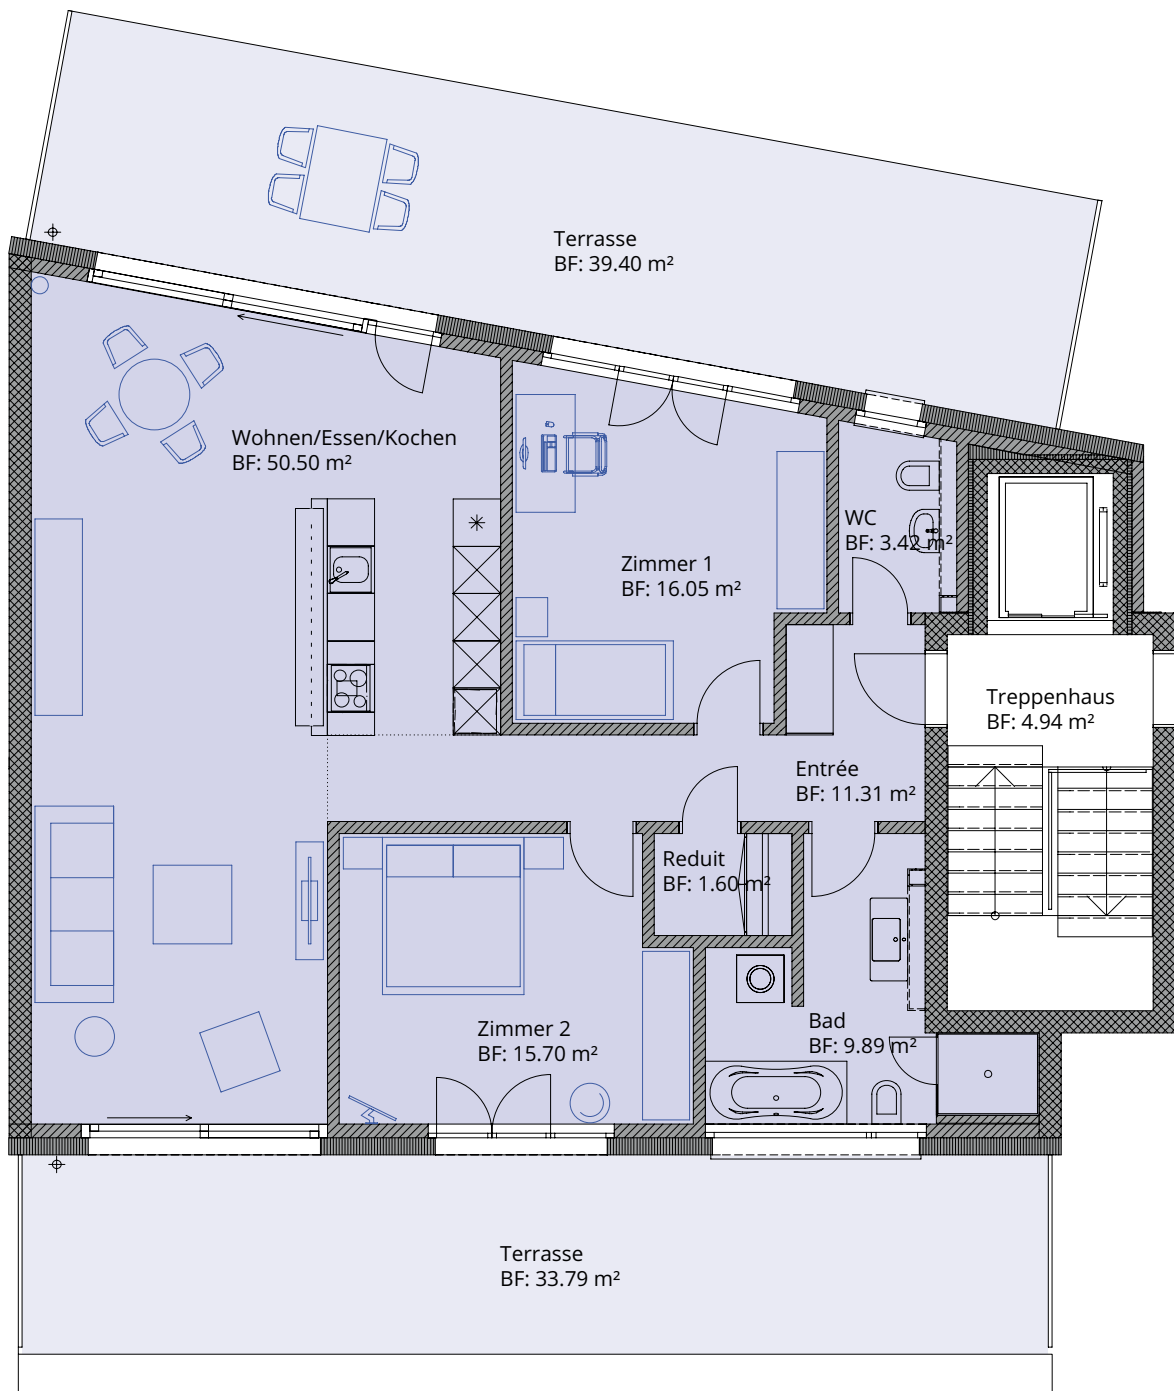 Terrasse
BF: 39.40 m²
Wohnen/Essen/Kochen
BF: 50.50 m²
WC
BF: 3.42 m²
Zimmer 1
BF: 16.05 m²
Treppenhaus
BF: 4.94 m²
Entrée
BF: 11.31 m²
Reduit
BF: 1.60 m²
Zimmer 2
BF: 15.70 m²
Bad
BF: 9.89 m²
Terrasse
BF: 33.79 m²